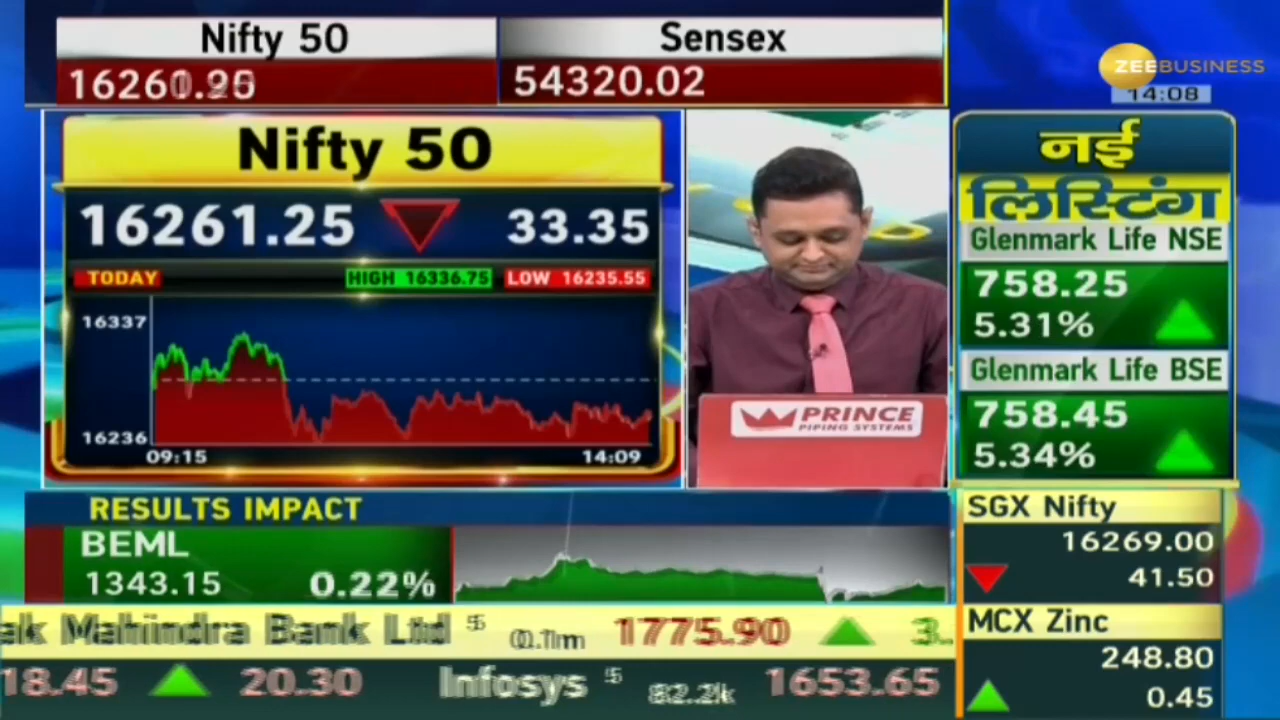 Nifty 50
Sensex
54320.02
ZEEBUSINESS
14:08
Nifty 50
16261.25
33.35
TODAY
HIGH 16336.75
LOW 16235.55
16337
16236
09:15
14:09
PRINCE
PIPING SYSTEMS
नई
लिस्टिंग
Glenmark Life NSE
758.25
5.31%
Glenmark Life BSE
758.45
5.34%
RESULTS IMPACT
BEML
1343.15
0.22%
SGX Nifty
16269.00
41.50
MCX Zinc
248.80
0.45
ak Mahindra Bank Ltd
1775.90
3.
18.45
20.30
Infosys
82.2k
1653.65